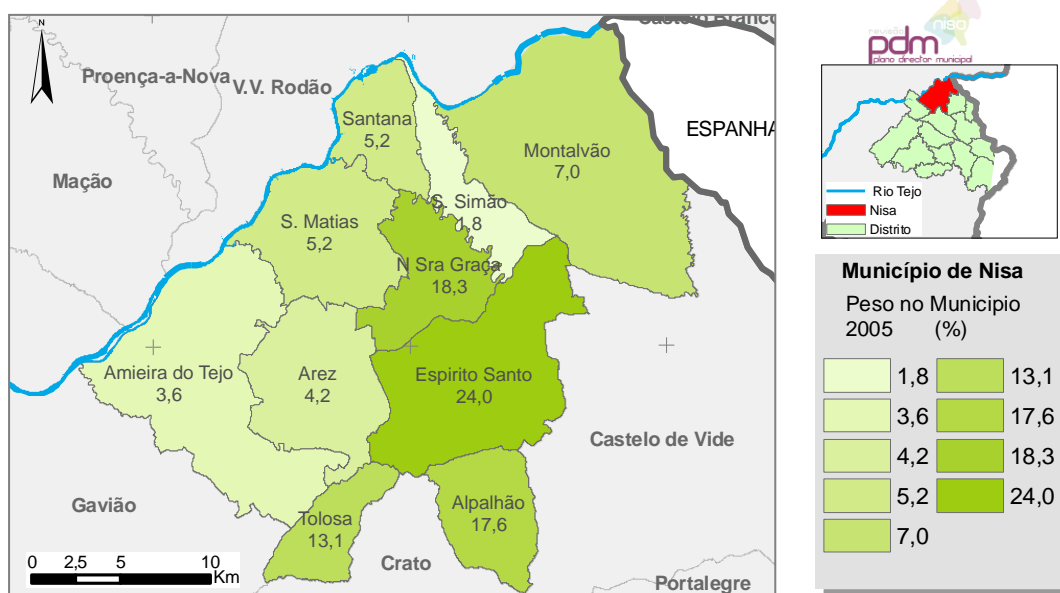 N
Castelo Branco
Proença-a-Nova
V.V. Rodão
Santana
5,2
ESPANHA
Montalvão
7,0
Mação
S. Simão
1,8
S. Matias
5,2
N Sra Graça
18,3
Amieira do Tejo
3,6
Arez
4,2
Espirito Santo
24,0
Castelo de Vide
Gavião
Alpalhão
17,6
Tolosa
13,1
Crato
Portalegre
0 2,5 5 10
Km
nisa
revisão
pdm
plano director municipal
Rio Tejo
Nisa
Distrito
Município de Nisa
Peso no Municipio
2005 (%)
1,8 13,1
3,6 17,6
4,2 18,3
5,2 24,0
7,0